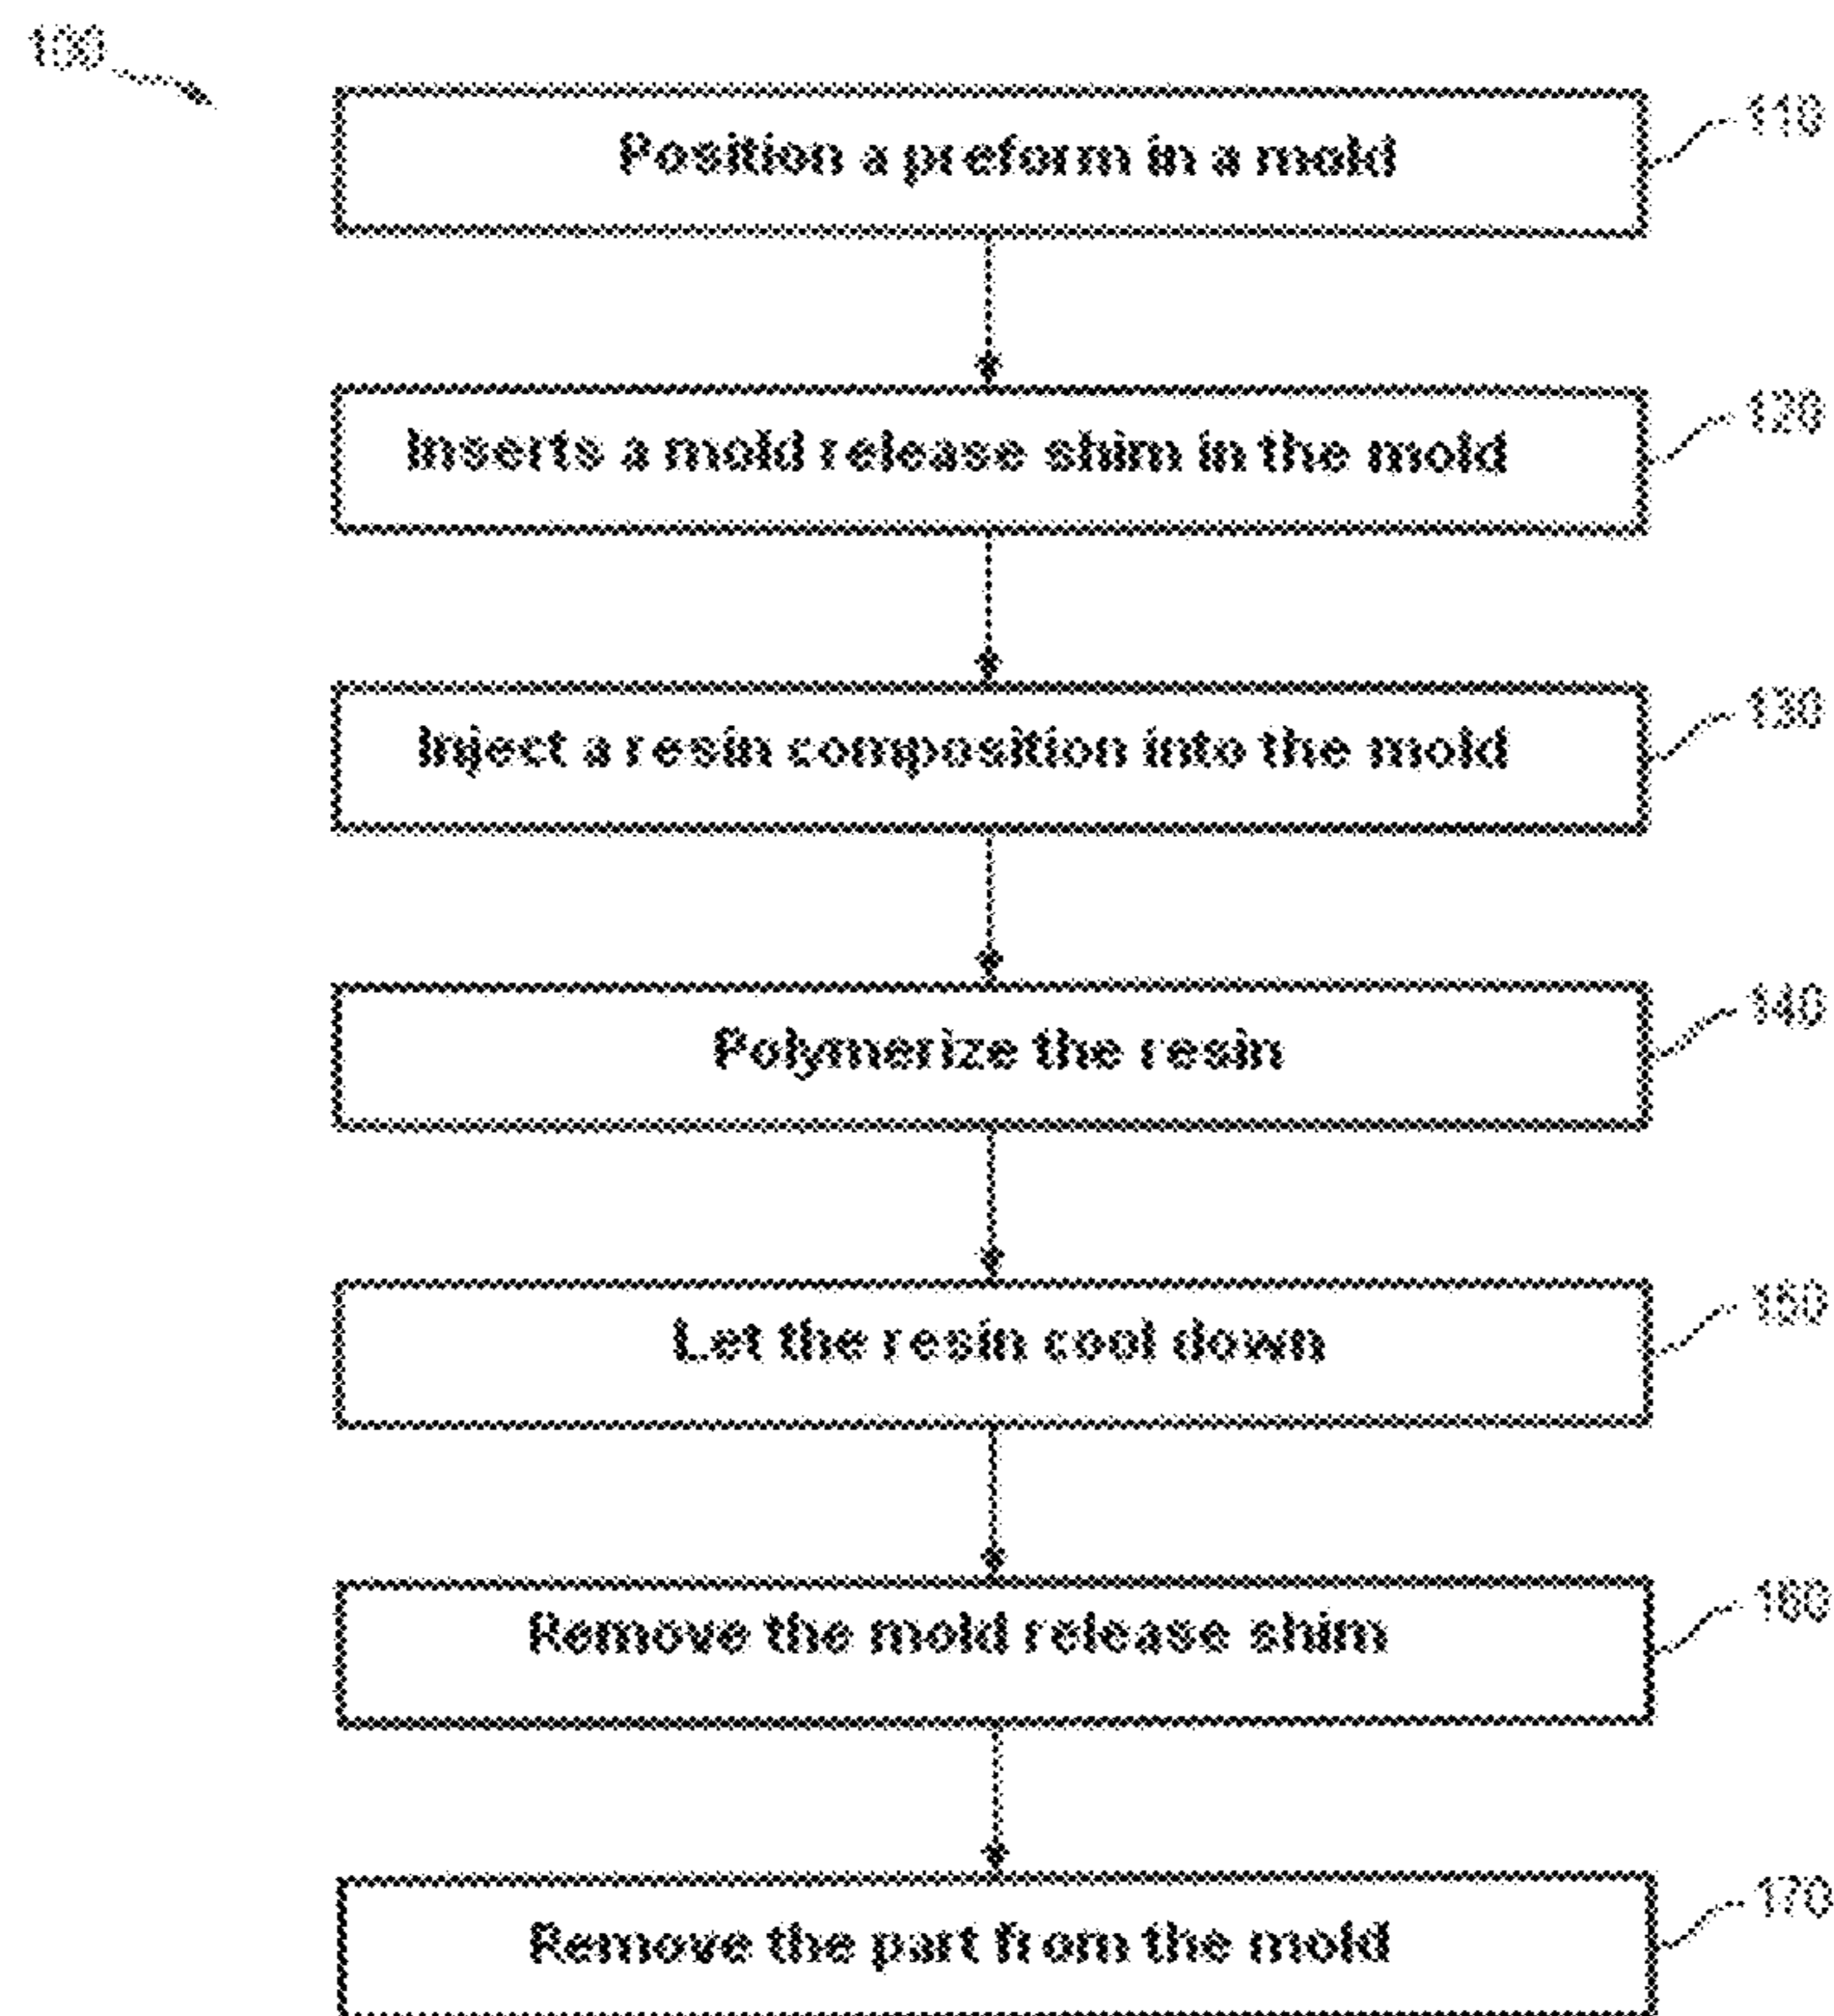 100
Position a preform in a mold
110
Inserts a mold release shim in the mold
120
Inject a resin composition into the mold
130
Polymerize the resin
140
Let the resin cool down
150
Remove the mold release shim
160
Remove the part from the mold
170